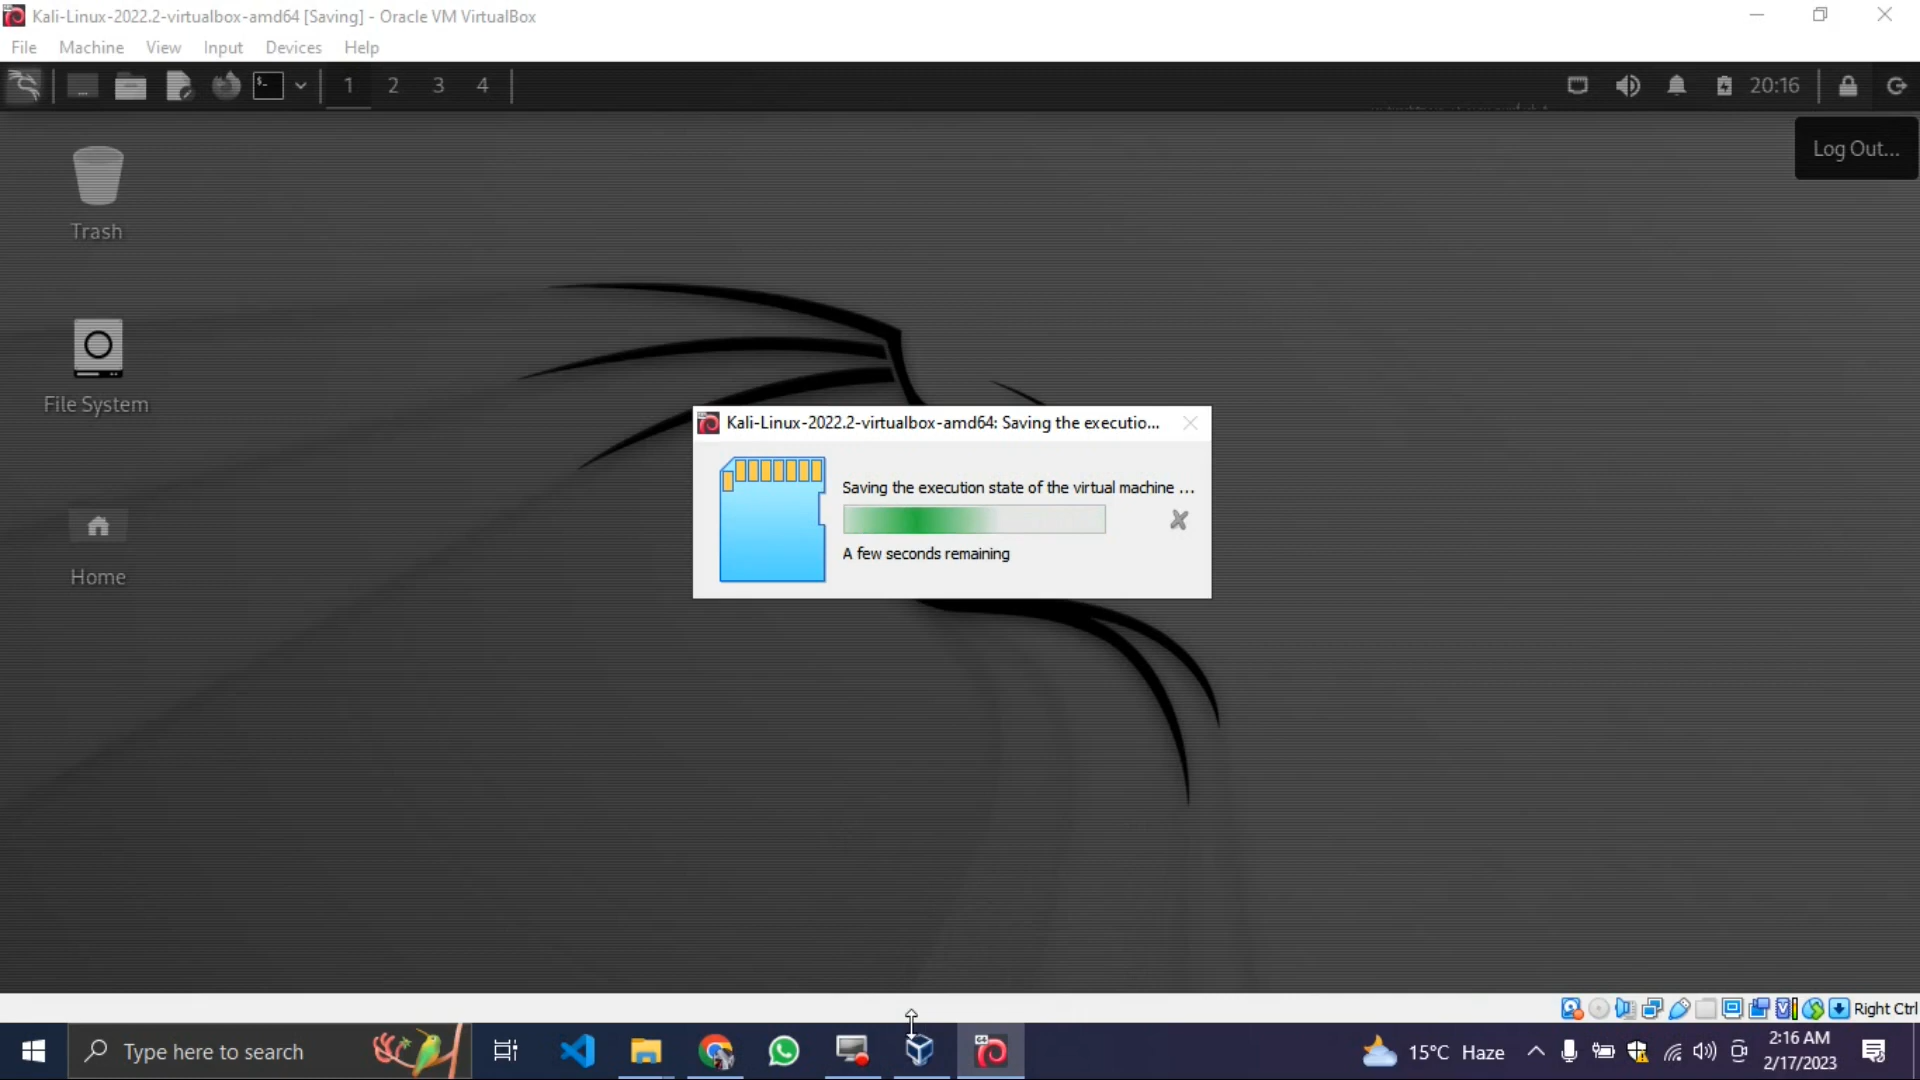 Kali-Linux-2022.2-virtualbox-amd64 [Saving] - Oracle VM VirtualBox
File Machine View Input Devices Help
1 2 3 4
20:16
Log Out...
Trash
File System
Home
Kali-Linux-2022.2-virtualbox-amd64: Saving the executio...
Saving the execution state of the virtual machine ...
A few seconds remaining
Right Ctrl
Type here to search
15°C Haze
2:16 AM
2/17/2023